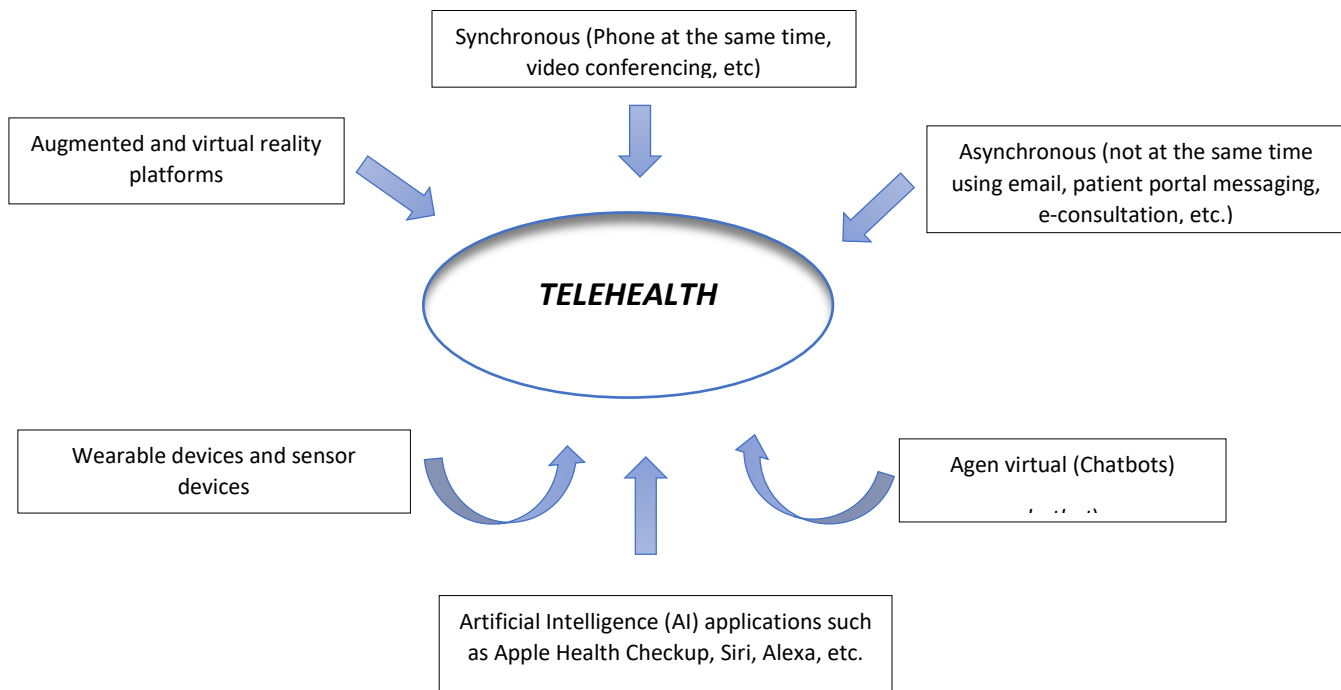 Synchronous (Phone at the same time,
video conferencing, etc)
Augmented and virtual reality
platforms
Asynchronous (not at the same time
using email, patient portal messaging,
e-consultation, etc.)
TELEHEALTH
Wearable devices and sensor
devices
Agen virtual (Chatbots)
Artificial Intelligence (AI) applications such
as Apple Health Checkup, Siri, Alexa, etc.